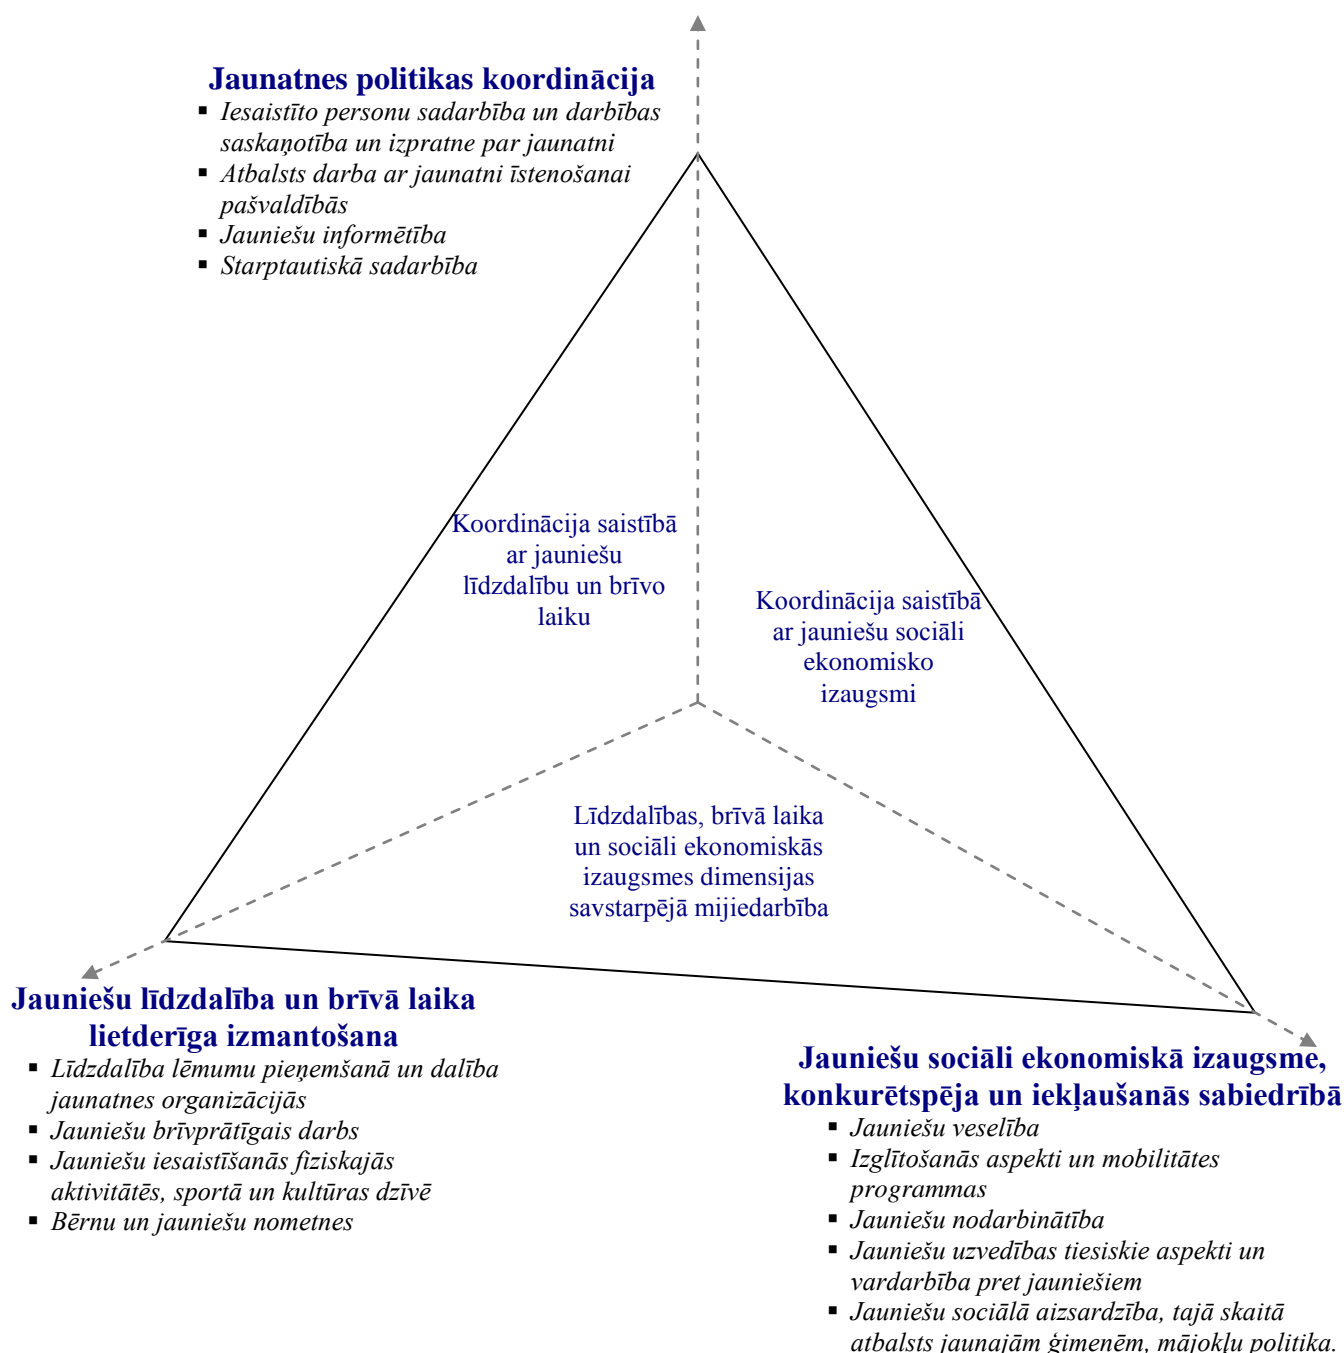 Jaunatnes politikas koordinācija
▪ Iesaistīto personu sadarbība un darbības
saskaņotība un izpratne par jaunatni
▪ Atbalsts darba ar jaunatni īstenošanai
pašvaldībās
▪ Jauniešu informētība
▪ Starptautiskā sadarbība
Koordinācija saistībā
ar jauniešu
līdzdalību un brīvo
laiku
Koordinācija saistībā
ar jauniešu sociāli
ekonomisko
izaugsmi
Līdzdalības, brīvā laika
un sociāli ekonomiskās
izaugsmes dimensijas
savstarpējā mijiedarbība
Jauniešu līdzdalība un brīvā laika
lietderīga izmantošana
▪ Līdzdalība lēmumu pieņemšanā un dalība
jaunatnes organizācijās
▪ Jauniešu brīvprātīgais darbs
▪ Jauniešu iesaistīšanās fiziskajās
aktivitātēs, sportā un kultūras dzīvē
▪ Bērnu un jauniešu nometnes
Jauniešu sociāli ekonomiskā izaugsme,
konkurētspēja un iekļaušanās sabiedrībā
▪ Jauniešu veselība
▪ Izglītošanās aspekti un mobilitātes
programmas
▪ Jauniešu nodarbinātība
▪ Jauniešu uzvedības tiesiskie aspekti un
vardarbība pret jauniešiem
▪ Jauniešu sociālā aizsardzība, tajā skaitā
atbalsts jaunajām ģimenēm, mājokļu politika.